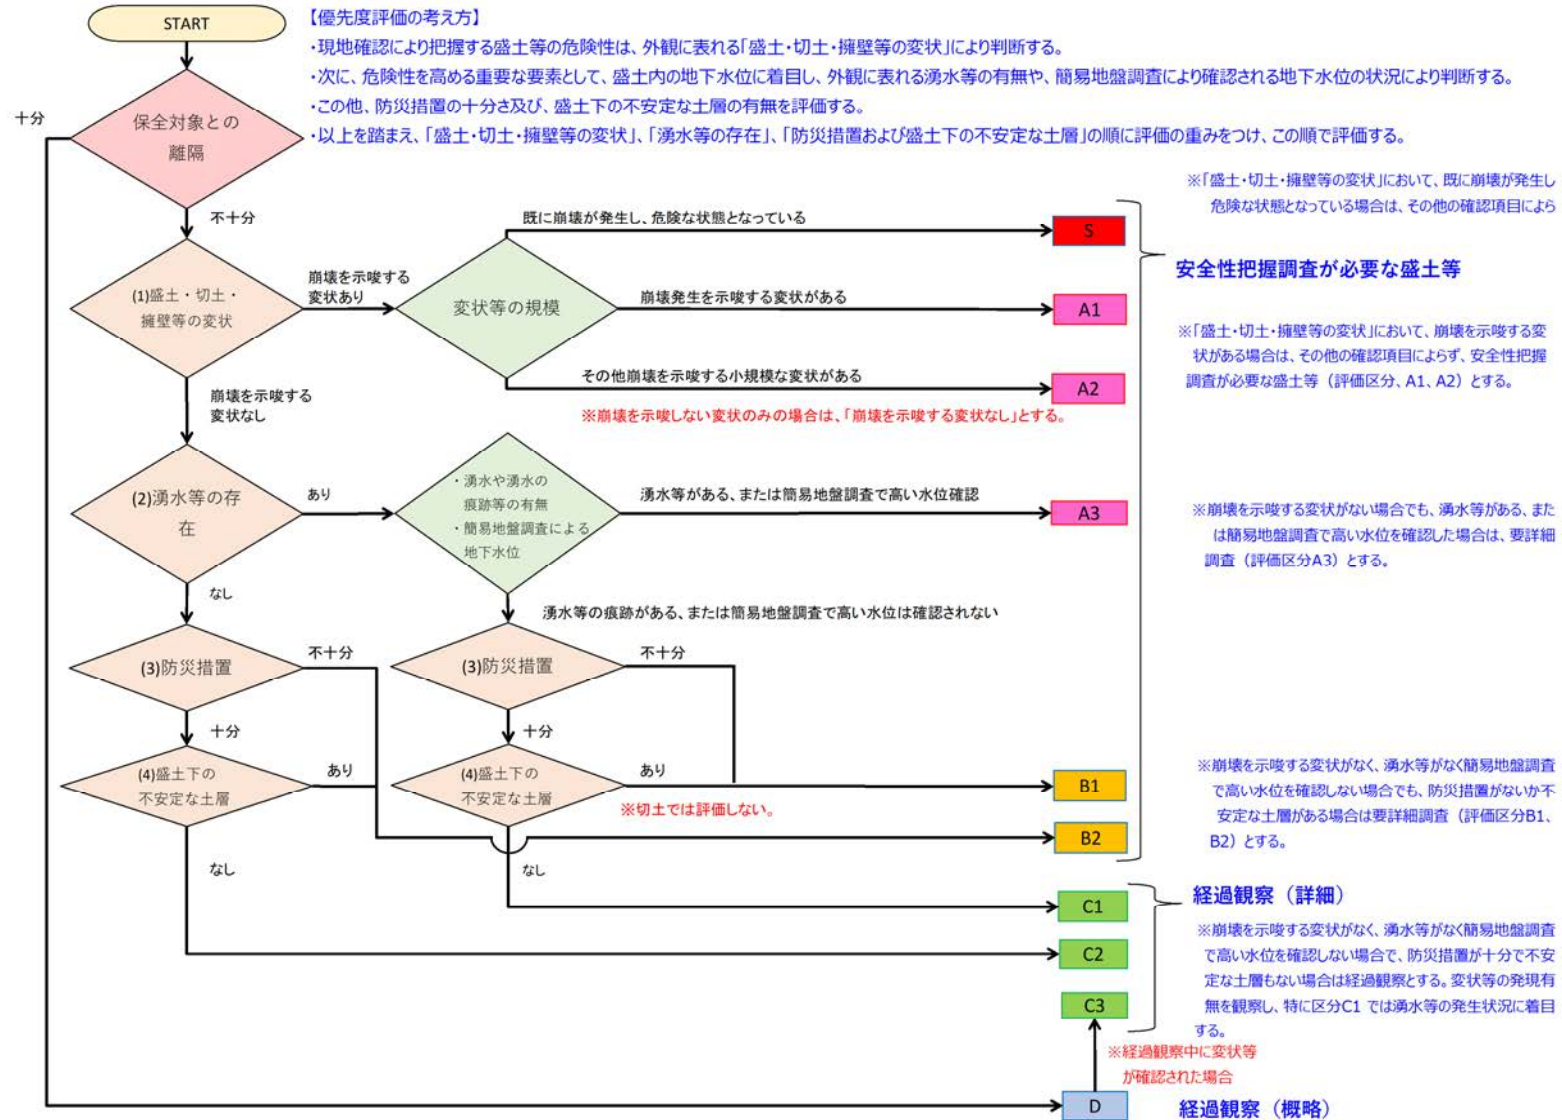 START
【優先度評価の考え方】
・現地確認により把握する盛土等の危険性は、外観に表れる「盛土・切土・擁壁等の変状」により判断する。
・次に、危険性を高める重要な要素として、盛土内の地下水位に着目し、外観に表れる湧水等の有無や、簡易地盤調査により確認される地下水位の状況により判断する。
・この他、防災措置の十分さ及び、盛土下の不安定な土層の有無を評価する。
・以上を踏まえ、「盛土・切土・擁壁等の変状」、「湧水等の存在」、「防災措置および盛土下の不安定な土層」の順に評価の重みをつけ、この順で評価する。
十分
保全対象との
離隔
不十分
※「盛土・切土・擁壁等の変状」において、既に崩壊が発生し
危険な状態となっている場合は、その他の確認項目によら
既に崩壊が発生し、危険な状態となっている
S
安全性把握調査が必要な盛土等
(1)盛土・切土・
擁壁等の変状
崩壊を示唆する
変状あり
変状等の規模
崩壊発生を示唆する変状がある
A1
※「盛土・切土・擁壁等の変状」において、崩壊を示唆する変
状がある場合は、その他の確認項目によらず、安全性把握
調査が必要な盛土等（評価区分、A1、A2）とする。
その他崩壊を示唆する小規模な変状がある
A2
※崩壊を示唆しない変状のみの場合は、「崩壊を示唆する変状なし」とする。
崩壊を示唆する
変状なし
(2)湧水等の存
在
あり
・湧水や湧水の
痕跡等の有無
・簡易地盤調査による
地下水位
湧水等がある、または簡易地盤調査で高い水位確認
A3
※崩壊を示唆する変状がない場合でも、湧水等がある、また
は簡易地盤調査で高い水位を確認した場合は、要詳細
調査（評価区分A3）とする。
なし
湧水等の痕跡がある、または簡易地盤調査で高い水位は確認されない
(3)防災措置
不十分
(3)防災措置
不十分
十分
十分
(4)盛土下の
不安定な土層
あり
(4)盛土下の
不安定な土層
あり
※切土では評価しない。
B1
B2
※崩壊を示唆する変状がなく、湧水等がなく簡易地盤調査
で高い水位を確認しない場合でも、防災措置がないか不
安定な土層がある場合は要詳細調査（評価区分B1、
B2）とする。
なし
なし
C1
C2
C3
経過観察（詳細）
※崩壊を示唆する変状がなく、湧水等がなく簡易地盤調査
で高い水位を確認しない場合で、防災措置が十分で不安
定な土層もない場合は経過観察とする。変状等の発現有
無を観察し、特に区分C1 では湧水等の発生状況に着目
する。
※経過観察中に変状等
が確認された場合
D
経過観察（概略）